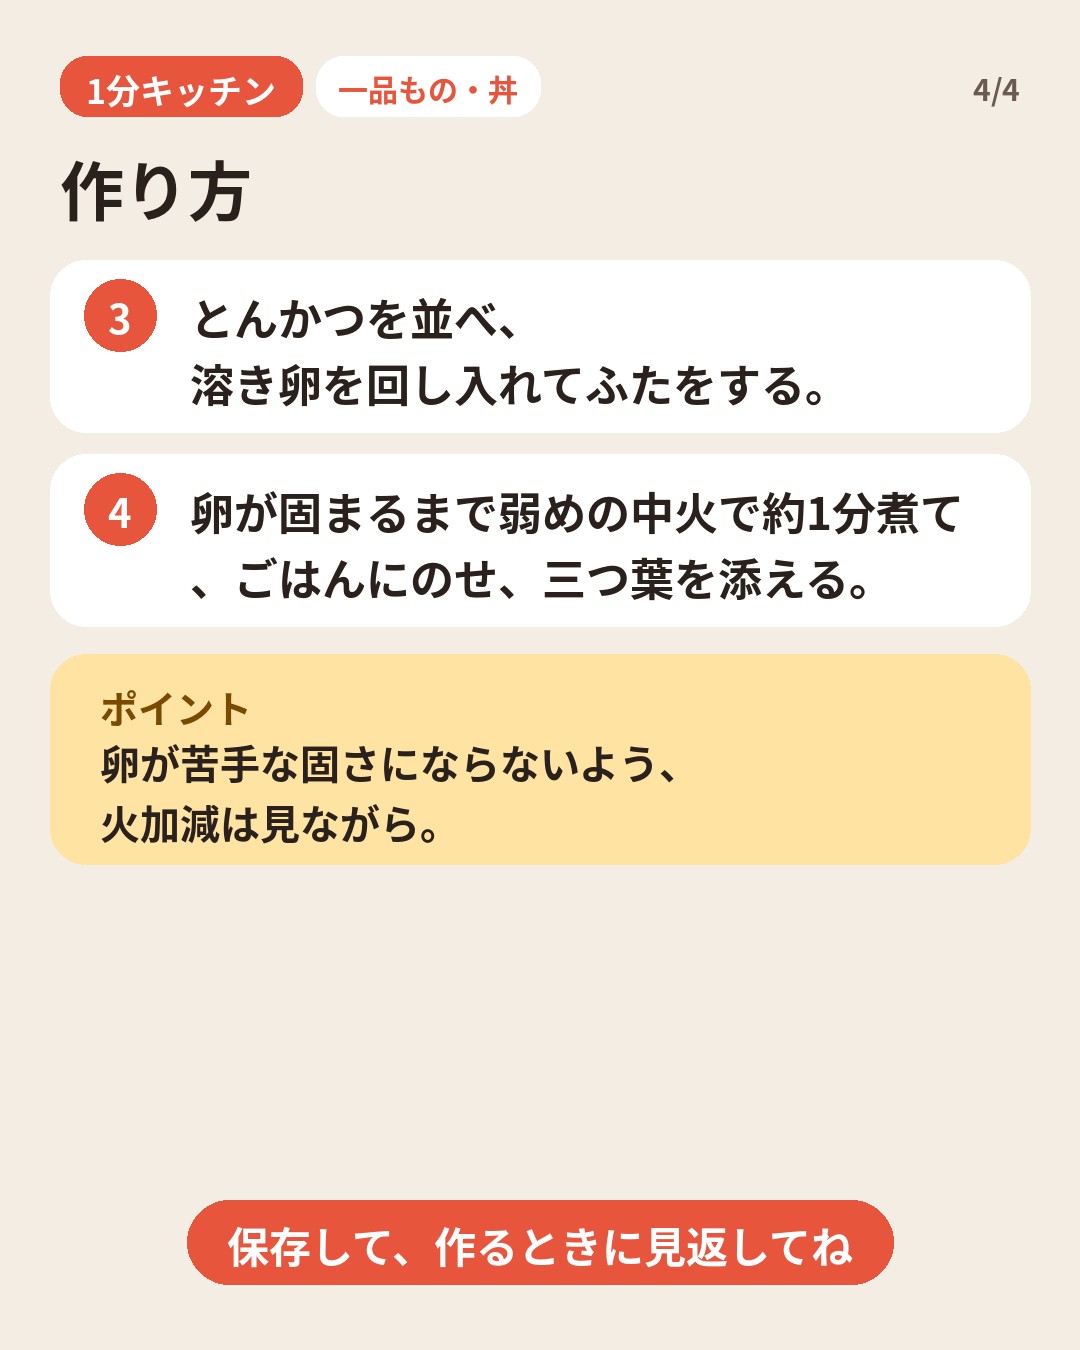 1分キッチン
一品もの・丼
4/4
作り方
3
とんかつを並べ、
溶き卵を回し入れてふたをする。
4
卵が固まるまで弱めの中火で約1分煮て
、ごはんにのせ、三つ葉を添える。
ポイント
卵が苦手な固さにならないよう、
火加減は見ながら。
保存して、作るときに見返してね